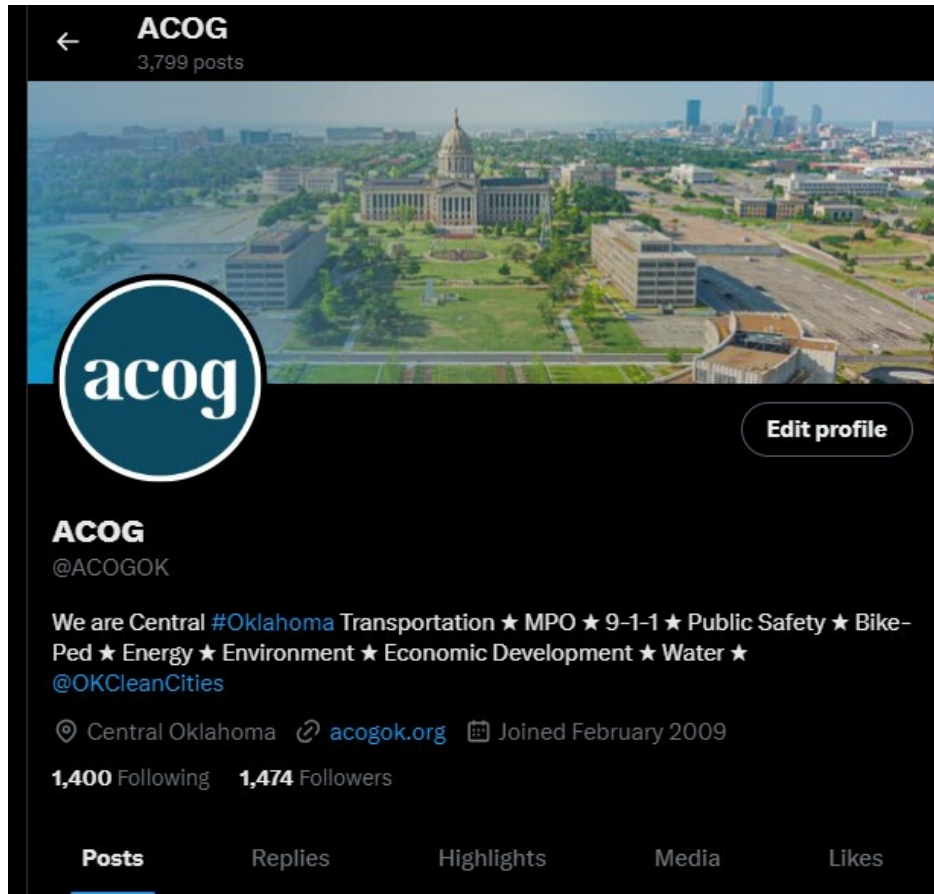 ACOG
3,799 posts
acog
Edit profile
ACOG
@ACOGOK
We are Central #Oklahoma Transportation ★ MPO ★ 9-1-1 ★ Public Safety ★ Bike-
Ped ★ Energy ★ Environment ★ Economic Development ★ Water ★
@OKCleanCities
Central Oklahoma acogok.org Joined February 2009
1,400 Following 1,474 Followers
Posts Replies Highlights Media Likes